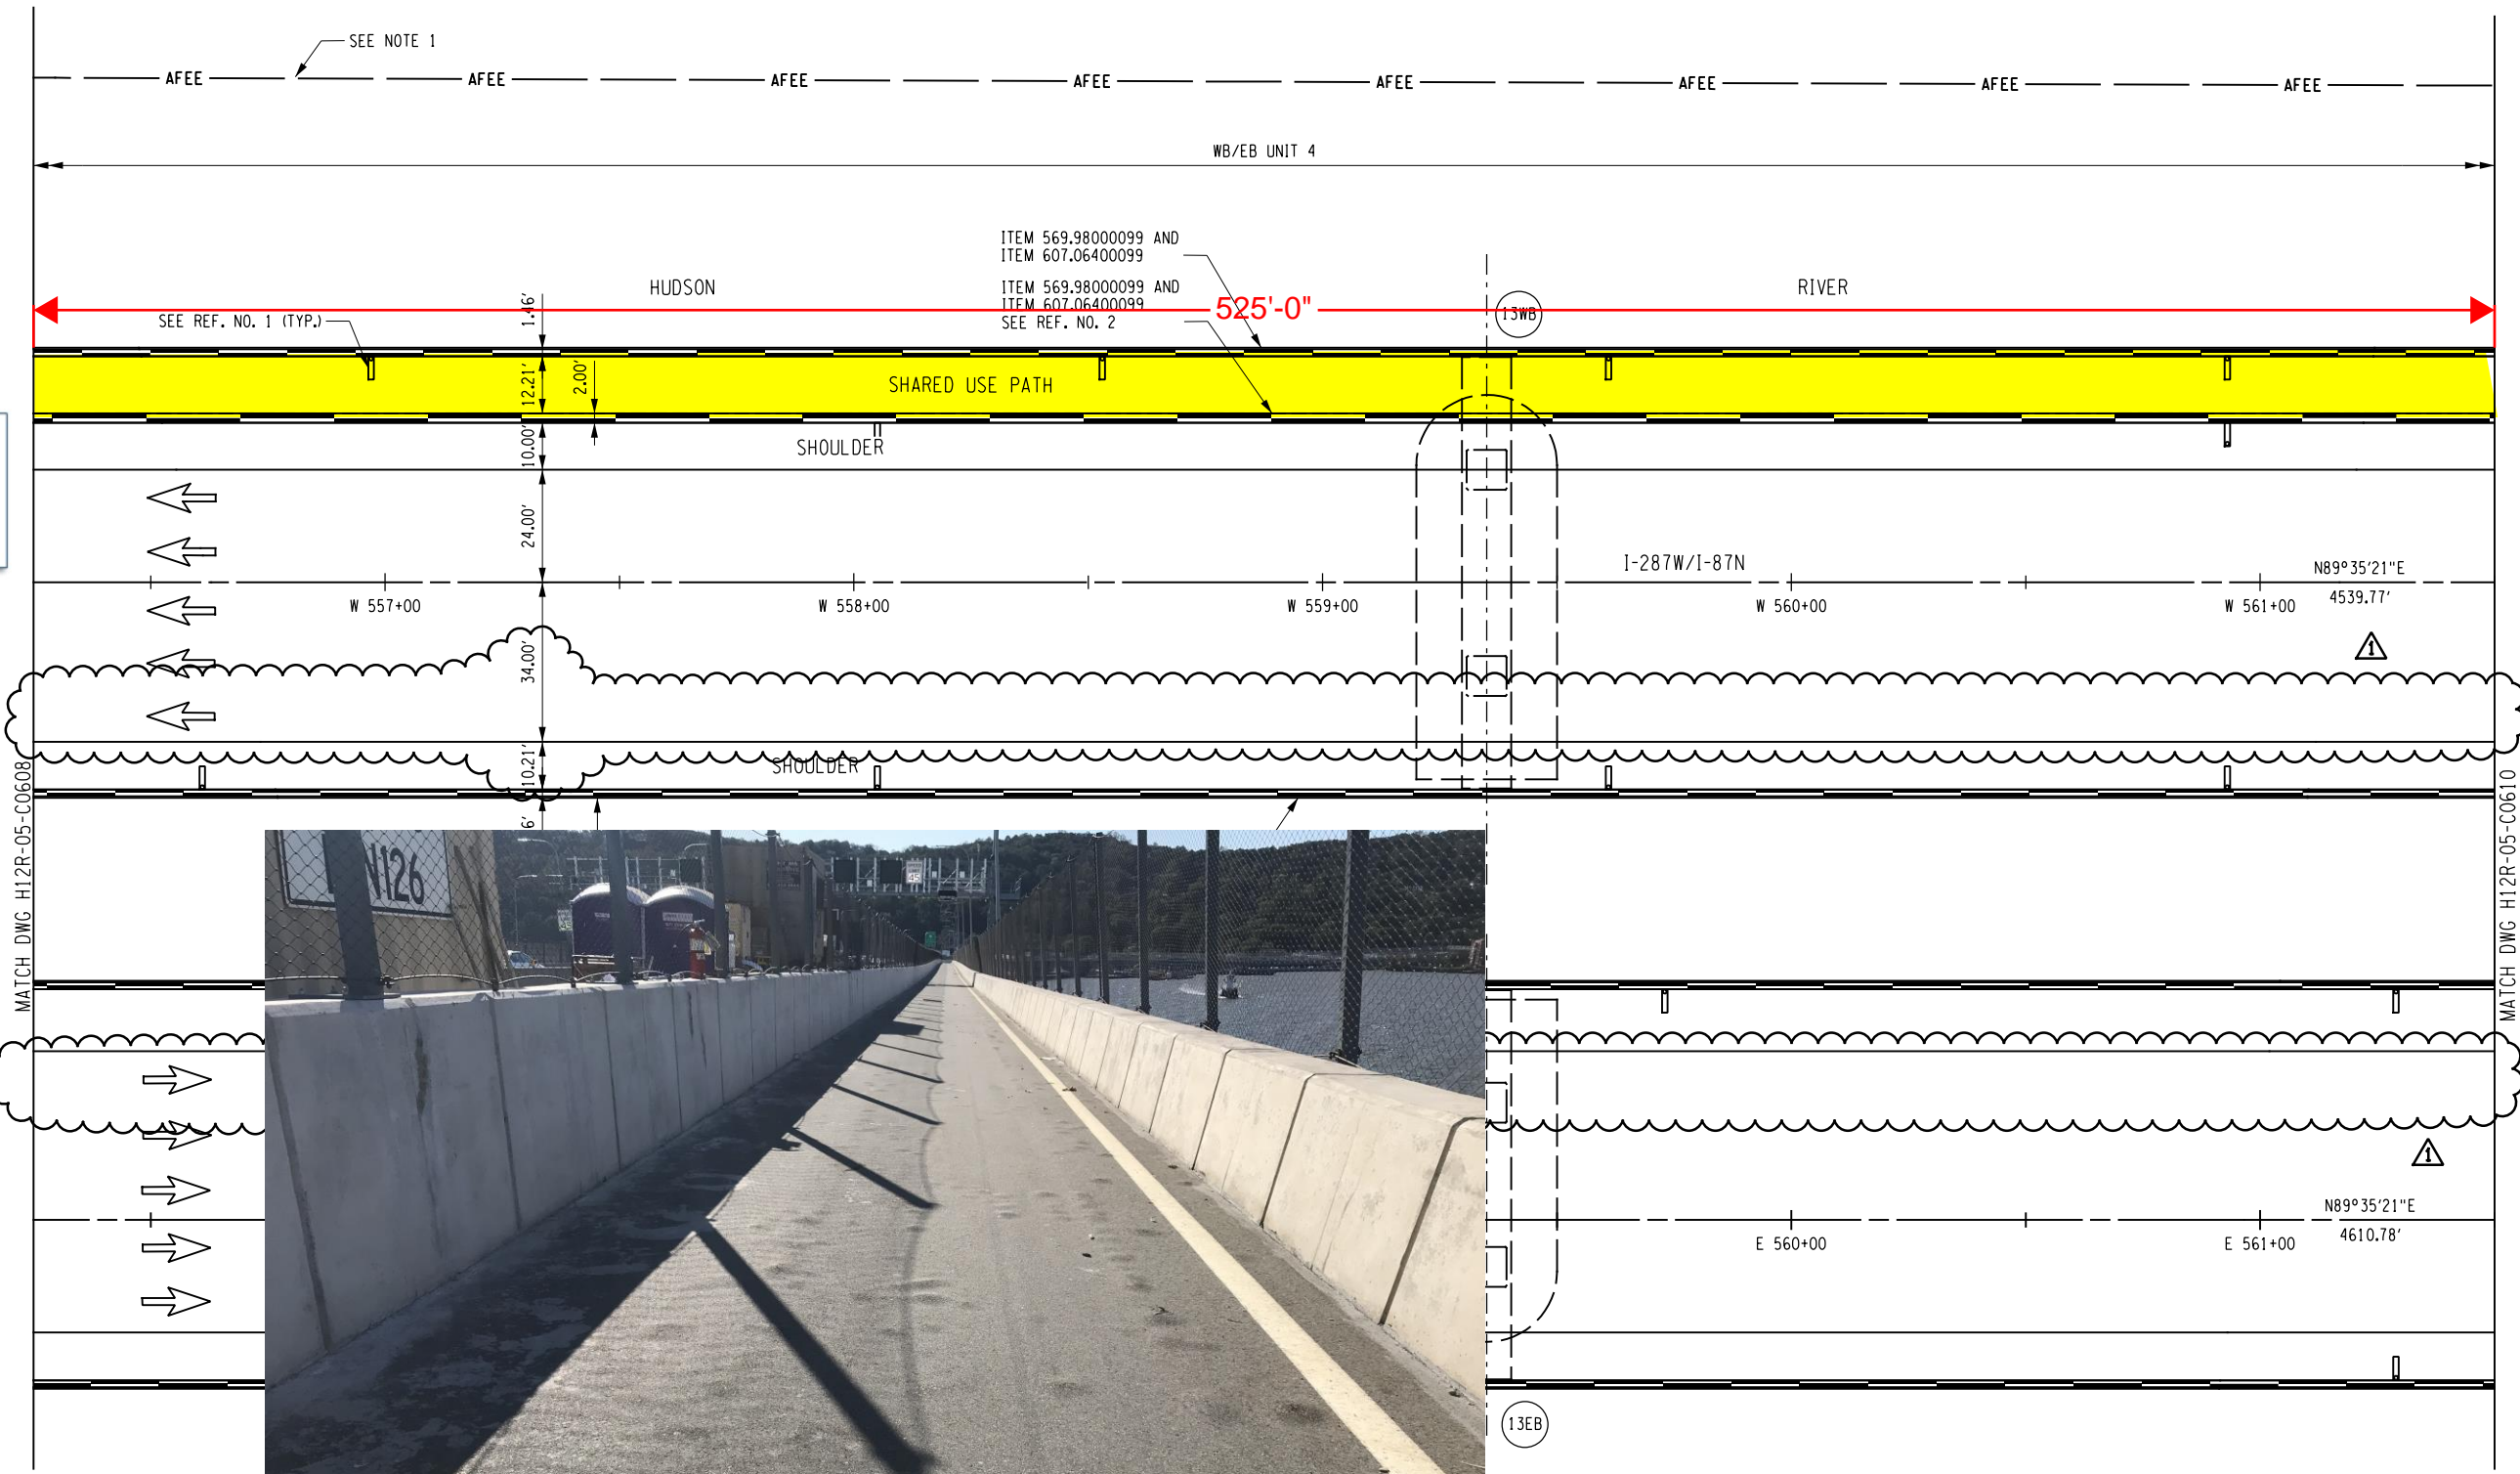 SEE NOTE 1
AFEE AFEE AFEE AFEE AFEE AFEE AFEE AFEE
WB/EB UNIT 4
ITEM 569.98000099 AND
ITEM 607.06400099
HUDSON
RIVER
ITEM 569.98000099 AND
ITEM 607.06400099
SEE REF. NO. 2
525'-0"
13WB
SEE REF. NO. 1 (TYP.)
1.46'
12.21'
2.00'
SHARED USE PATH
10.00'
SHOULDER
24.00'
I-287W/I-87N
N89°35'21"E
4539.77'
W 557+00
W 558+00
W 559+00
W 560+00
W 561+00
1
34.00'
10.21'
SHOULDER
6'
MATCH DWG H12R-05-C0608
MATCH DWG H12R-05-C0610
N126
45
1
N89°35'21"E
4610.78'
E 560+00
E 561+00
13EB